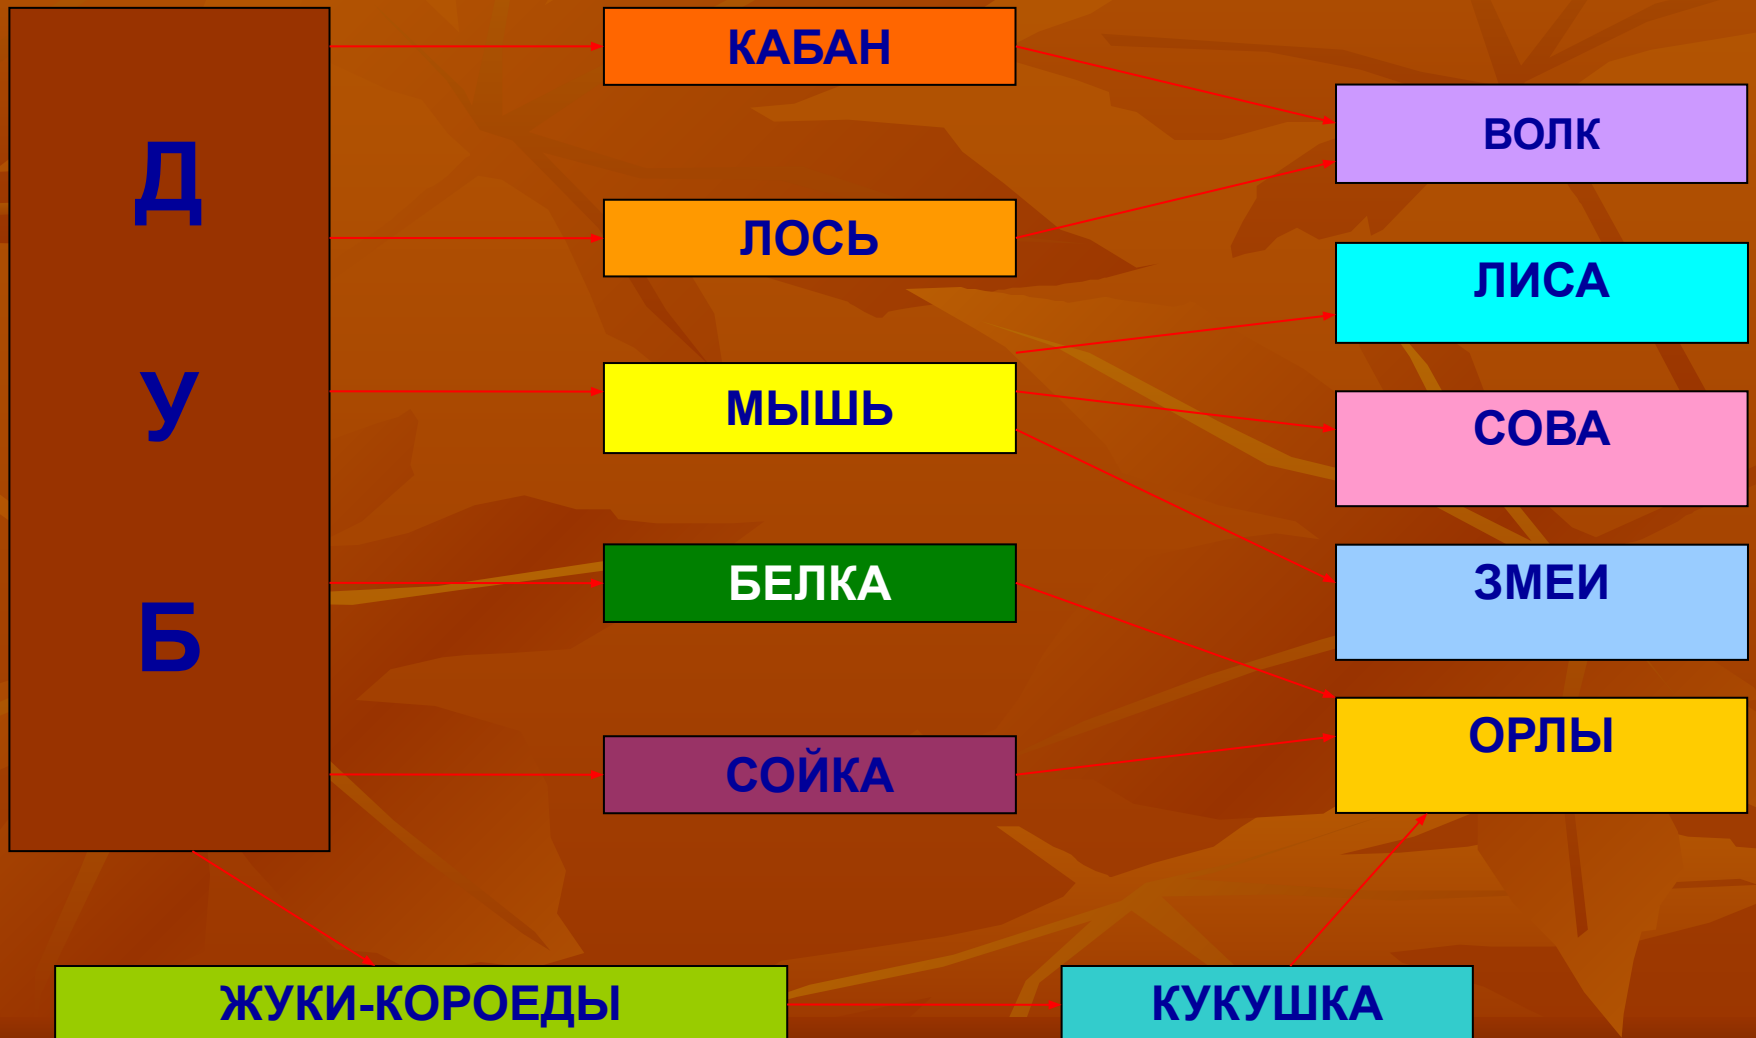 Д
У
Б
КАБАН
ЛОСЬ
МЫШЬ
БЕЛКА
СОЙКА
ВОЛК
ЛИСА
СОВА
ЗМЕИ
ОРЛЫ
ЖУКИ-КОРОЕДЫ
КУКУШКА